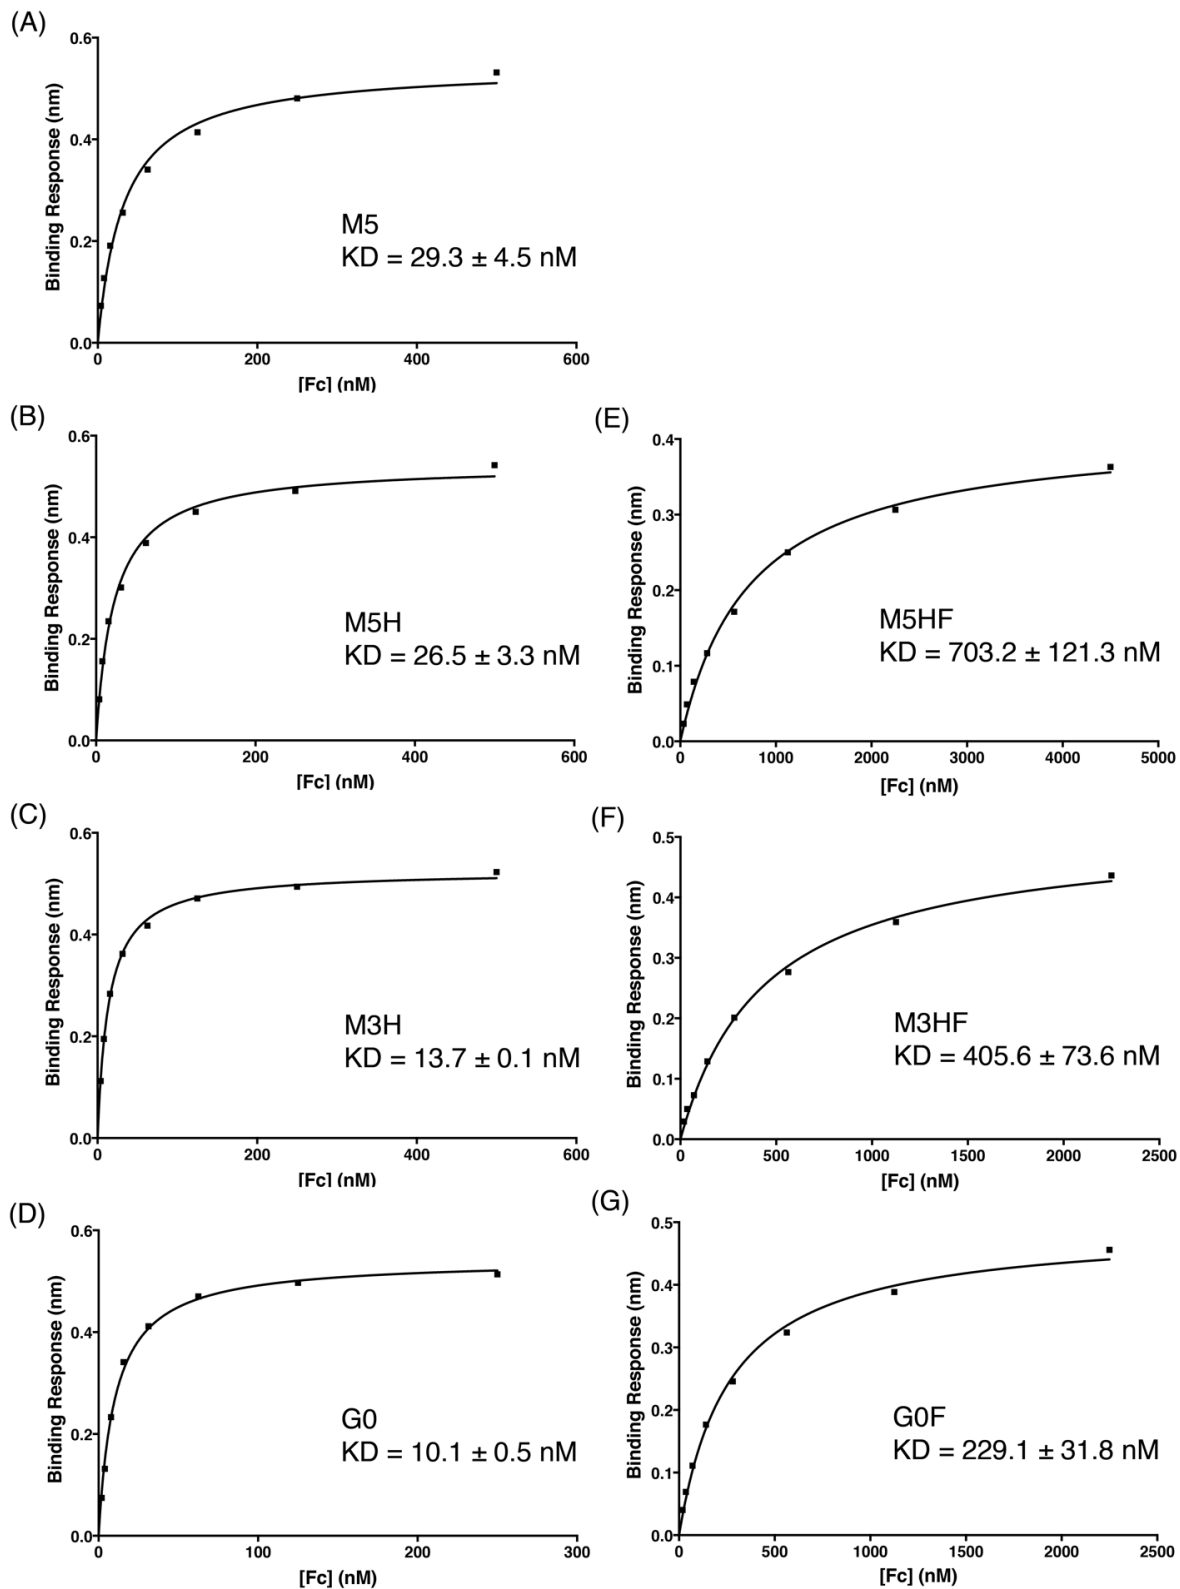 (A)
0.6
0.4
0.2
0.0
Binding Response (nm)
M5
KD = 29.3 ± 4.5 nM
0 200 400 600
[Fc] (nM)
(B)
0.6
0.4
0.2
0.0
Binding Response (nm)
M5H
KD = 26.5 ± 3.3 nM
0 200 400 600
[Fc] (nM)
(E)
0.4
0.3
0.2
0.1
0.0
Binding Response (nm)
M5HF
KD = 703.2 ± 121.3 nM
0 1000 2000 3000 4000 5000
[Fc] (nM)
(C)
0.6
0.4
0.2
0.0
Binding Response (nm)
M3H
KD = 13.7 ± 0.1 nM
0 200 400 600
[Fc] (nM)
(F)
0.5
0.4
0.3
0.2
0.1
0.0
Binding Response (nm)
M3HF
KD = 405.6 ± 73.6 nM
0 500 1000 1500 2000 2500
[Fc] (nM)
(D)
0.6
0.4
0.2
0.0
Binding Response (nm)
G0
KD = 10.1 ± 0.5 nM
0 100 200 300
[Fc] (nM)
(G)
0.5
0.4
0.3
0.2
0.1
0.0
Binding Response (nm)
G0F
KD = 229.1 ± 31.8 nM
0 500 1000 1500 2000 2500
[Fc] (nM)